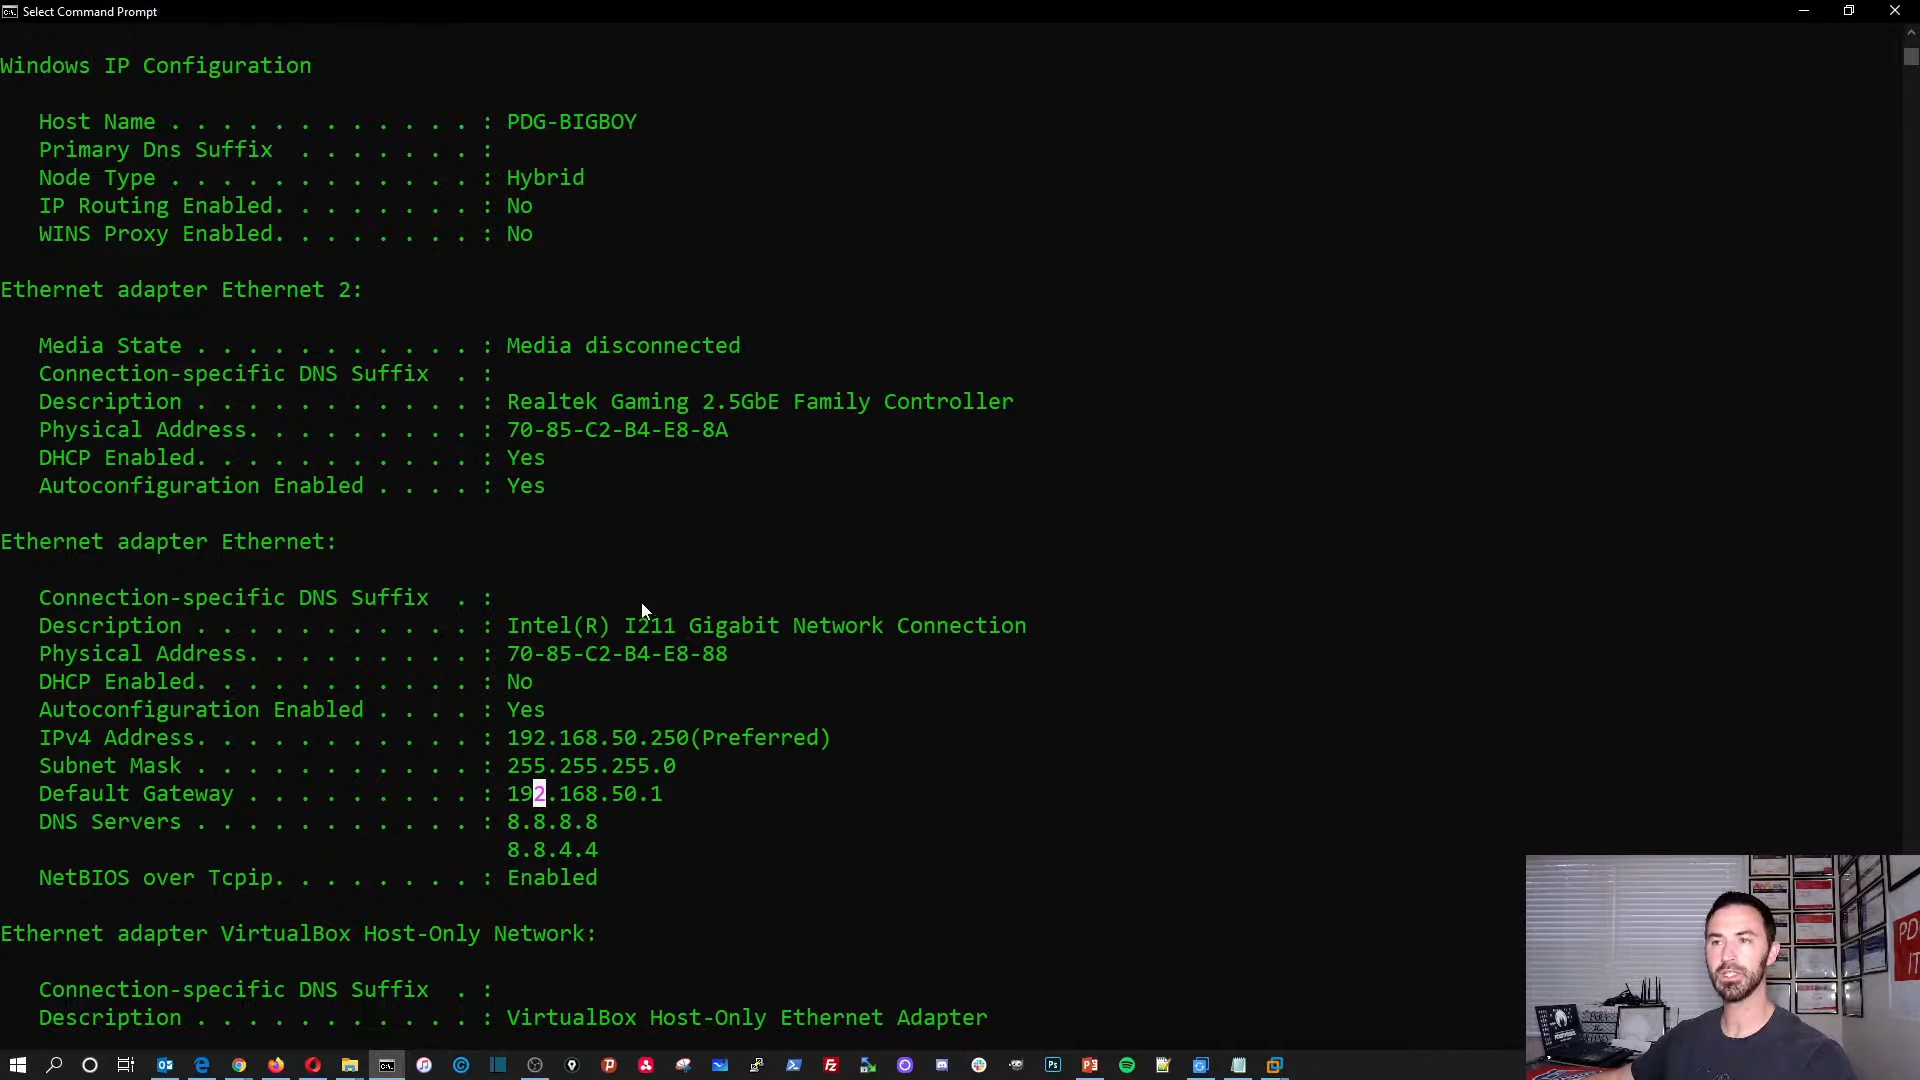 Select Command Prompt
Windows IP Configuration
Host Name . . . . . . . . . . . . : PDG-BIGBOY
Primary Dns Suffix  . . . . . . . :
Node Type . . . . . . . . . . . . : Hybrid
IP Routing Enabled. . . . . . . . : No
WINS Proxy Enabled. . . . . . . . : No
Ethernet adapter Ethernet 2:
Media State . . . . . . . . . . . : Media disconnected
Connection-specific DNS Suffix  . :
Description . . . . . . . . . . . : Realtek Gaming 2.5GbE Family Controller
Physical Address. . . . . . . . . : 70-85-C2-B4-E8-8A
DHCP Enabled. . . . . . . . . . . : Yes
Autoconfiguration Enabled . . . . : Yes
Ethernet adapter Ethernet:
Connection-specific DNS Suffix  . :
Description . . . . . . . . . . . : Intel(R) I211 Gigabit Network Connection
Physical Address. . . . . . . . . : 70-85-C2-B4-E8-88
DHCP Enabled. . . . . . . . . . . : No
Autoconfiguration Enabled . . . . : Yes
IPv4 Address. . . . . . . . . . . : 192.168.50.250(Preferred)
Subnet Mask . . . . . . . . . . . : 255.255.255.0
Default Gateway . . . . . . . . . : 192.168.50.1
DNS Servers . . . . . . . . . . . : 8.8.8.8
8.8.4.4
NetBIOS over Tcpip. . . . . . . . : Enabled
Ethernet adapter VirtualBox Host-Only Network:
Connection-specific DNS Suffix  . :
Description . . . . . . . . . . . : VirtualBox Host-Only Ethernet Adapter
PD
IT